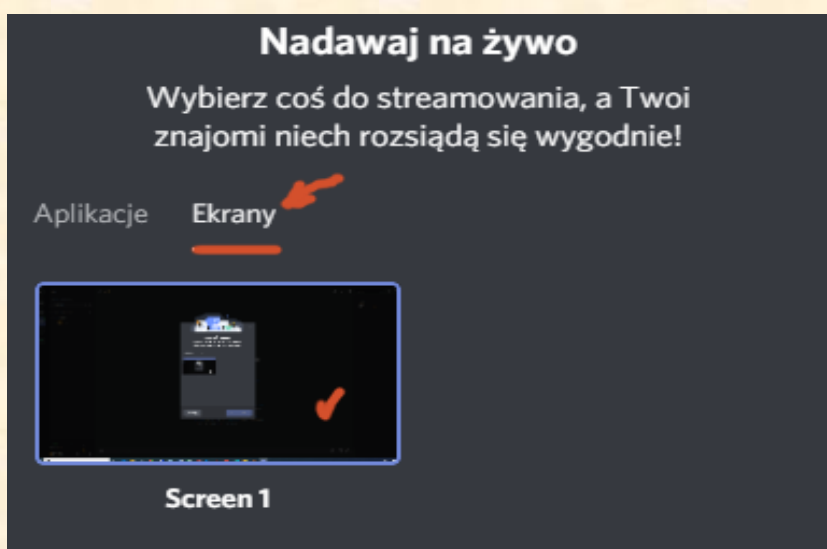 Nadawaj na żywo
Wybierz coś do streamowania, a Twoi
znajomi niech rozsiądą się wygodnie!
Aplikacje Ekrany
Screen 1